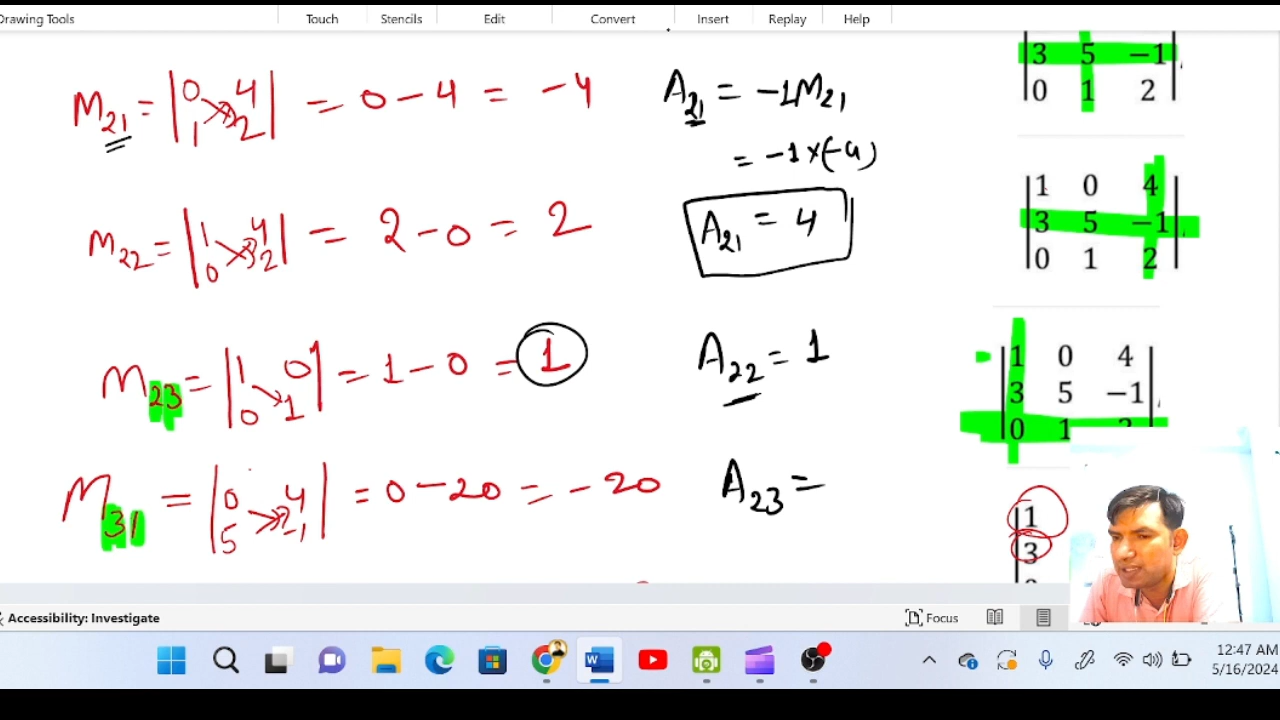 Drawing Tools Touch Stencils Edit Convert Insert Replay Help
M21 = |0 4| = 0 - 4 = -4
|1 2|
A21 = -1M21
= -1×(-4)
A21 = 4
M22 = |1 4| = 2 - 0 = 2
|0 2|
M23 = |1 0| = 1 - 0 = 1
|0 1|
A22 = 1
M31 = |0 4| = 0 - 20 = -20
|5 -1|
A23 =
|3 5 −1|
|0 1 2|
|1 0 4|
|3 5 −1|
|0 1 2|
|1 0 4|
|3 5 −1|
|0 1 2
|1
|3
Accessibility: Investigate
Focus
12:47 AM
5/16/2024